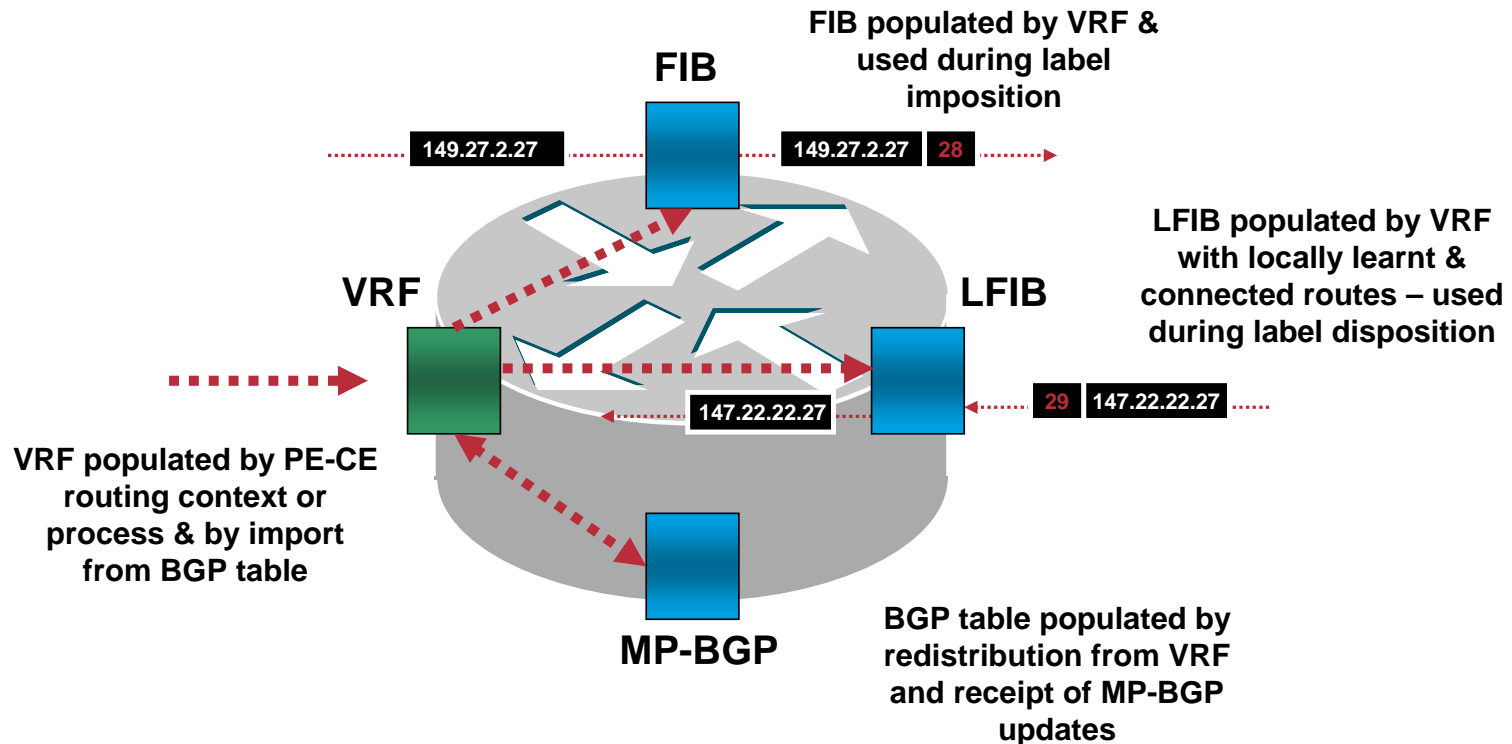 FIB populated by VRF &
used during label
imposition
FIB
149.27.2.27
149.27.2.27 28
LFIB populated by VRF
with locally learnt &
connected routes – used
during label disposition
VRF
LFIB
147.22.22.27
29 147.22.22.27
VRF populated by PE-CE
routing context or
process & by import
from BGP table
MP-BGP
BGP table populated by
redistribution from VRF
and receipt of MP-BGP
updates